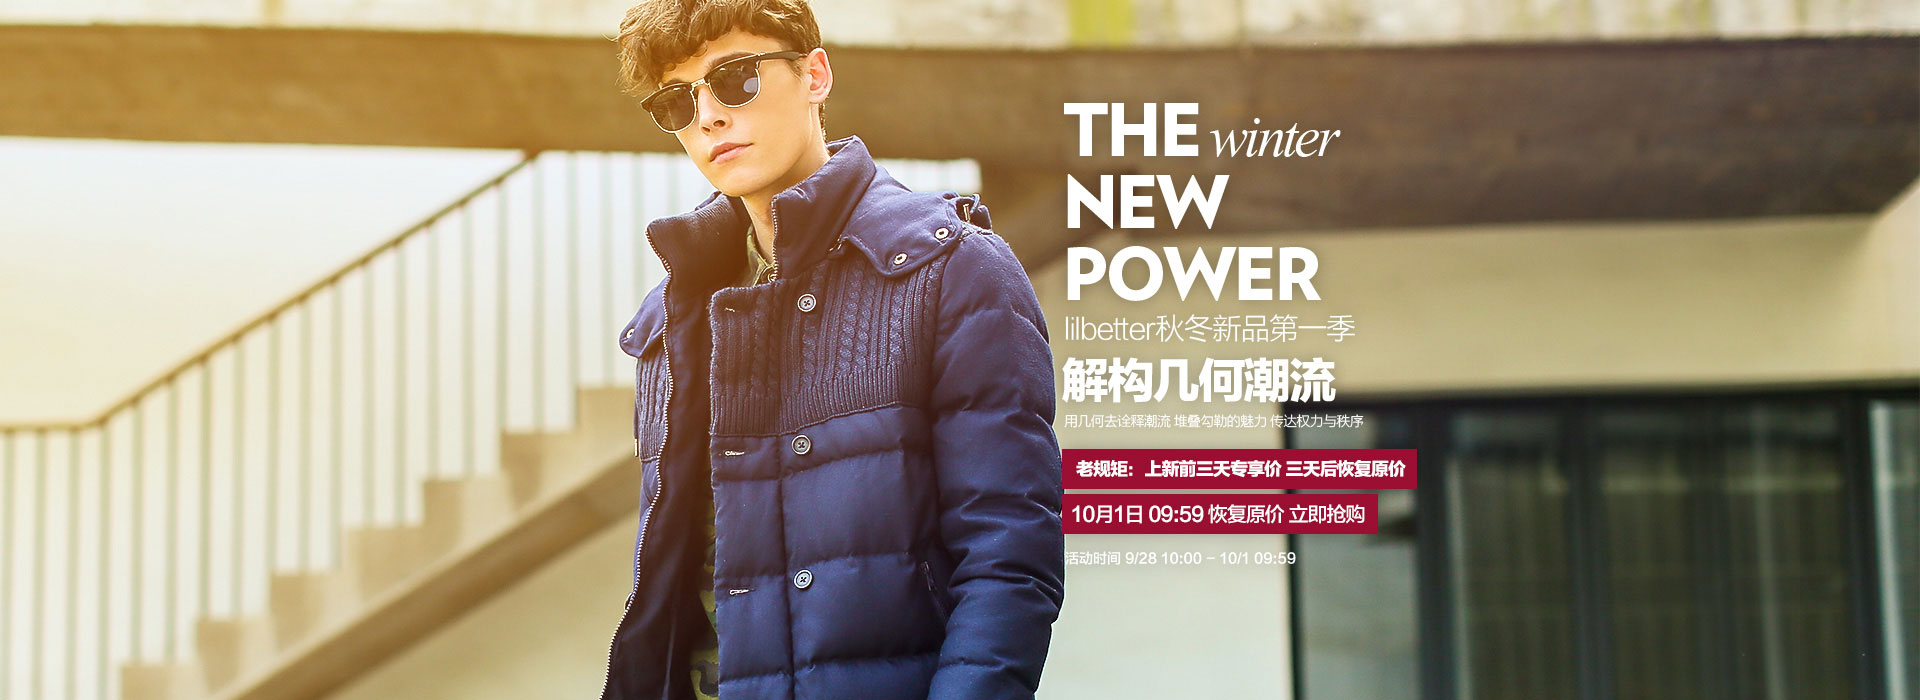 THE winter
NEW
POWER
lilbetter秋冬新品第一季
解构几何潮流
用几何去诠释潮流 堆叠勾勒的魅力 传达权力与秩序
老规矩：上新前三天专享价 三天后恢复原价
10月1日 09:59 恢复原价 立即抢购
活动时间 9/28 10:00 – 10/1 09:59